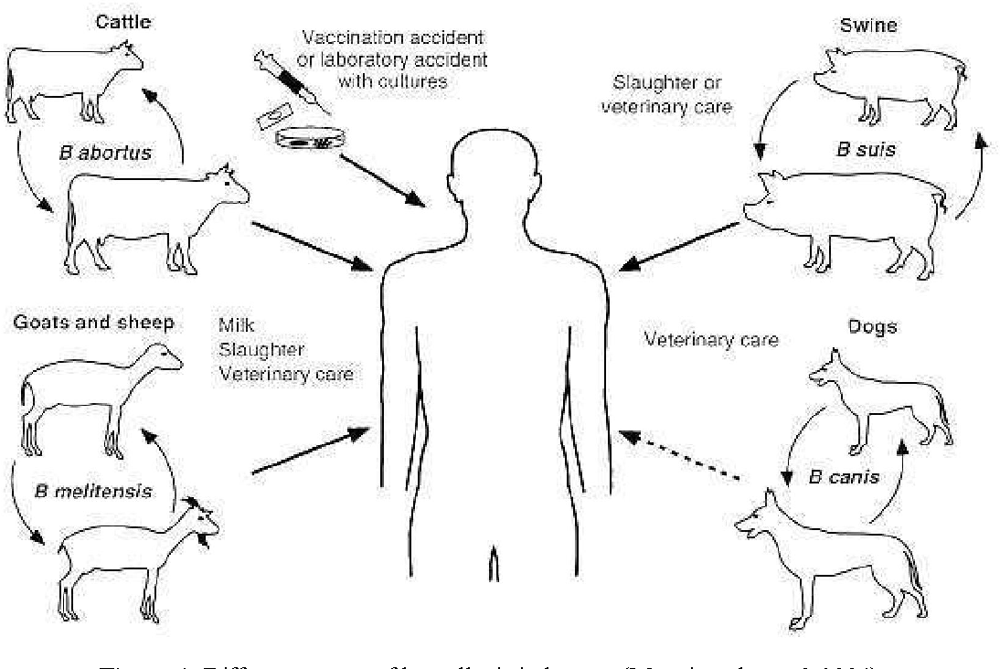 Cattle
Vaccination accident
or laboratory accident
with cultures
Swine
Slaughter or
veterinary care
B abortus
B suis
Goats and sheep
Milk
Slaughter
Veterinary care
Veterinary care
Dogs
B melitensis
B canis